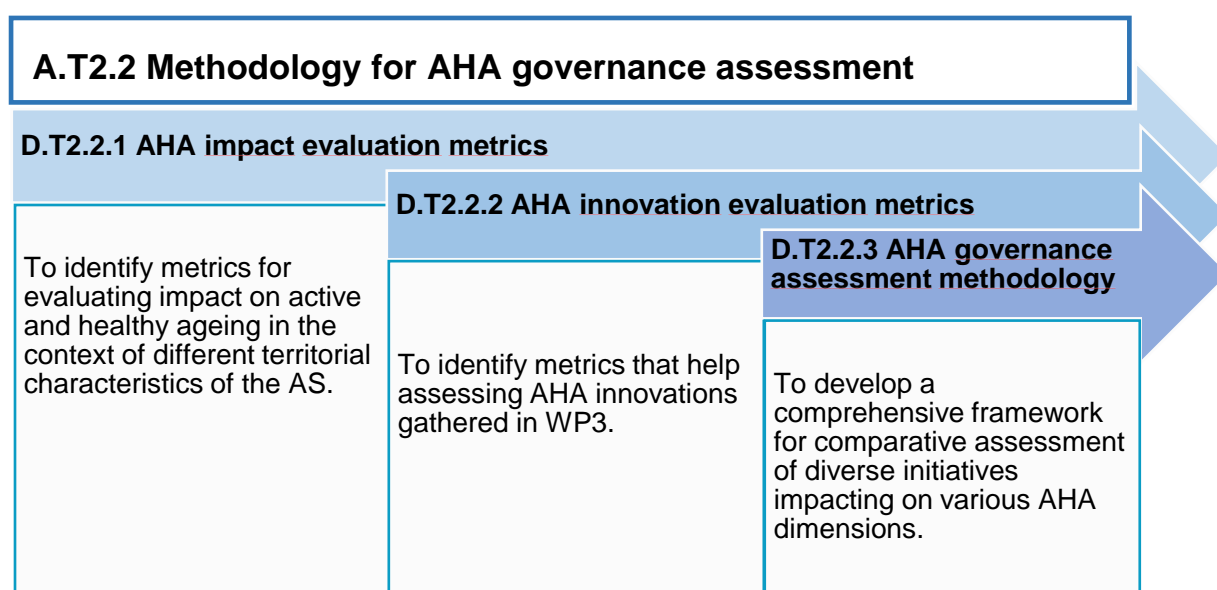 A.T2.2 Methodology for AHA governance assessment
D.T2.2.1 AHA impact evaluation metrics
To identify metrics for
evaluating impact on active
and healthy ageing in the
context of different territorial
characteristics of the AS.
D.T2.2.2 AHA innovation evaluation metrics
To identify metrics that help
assessing AHA innovations
gathered in WP3.
D.T2.2.3 AHA governance
assessment methodology
To develop a
comprehensive framework
for comparative assessment
of diverse initiatives
impacting on various AHA
dimensions.